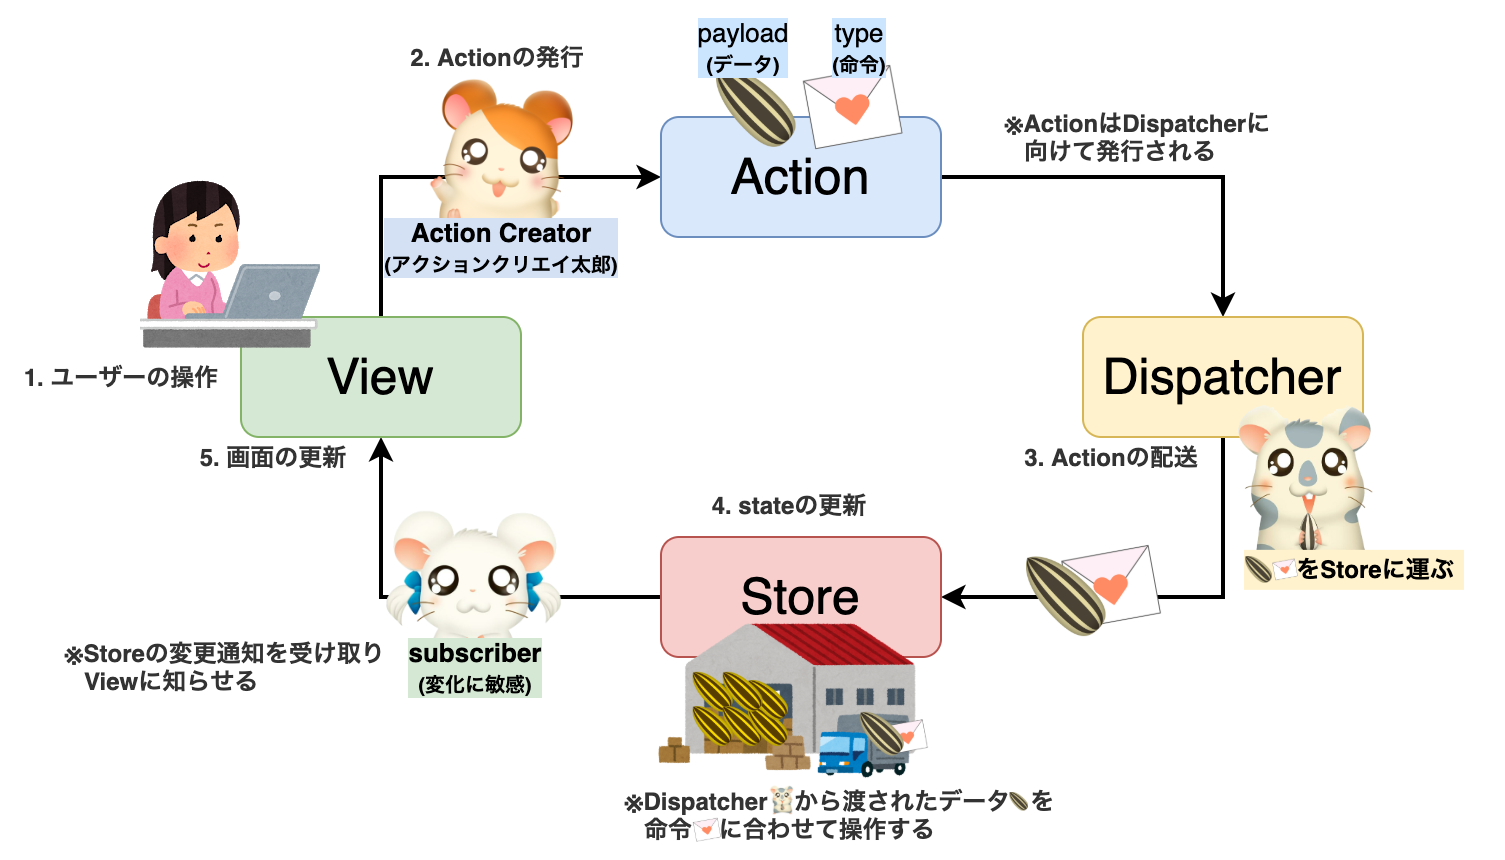 payload
(データ)
type
(命令)
2. Actionの発行
Action
※ActionはDispatcherに
向けて発行される
Action Creator
(アクションクリエイ太郎)
1. ユーザーの操作
View
Dispatcher
5. 画面の更新
3. Actionの配送
をStoreに運ぶ
4. stateの更新
Store
※Storeの変更通知を受け取り
Viewに知らせる
subscriber
(変化に敏感)
※Dispatcherから渡されたデータを
命令に合わせて操作する